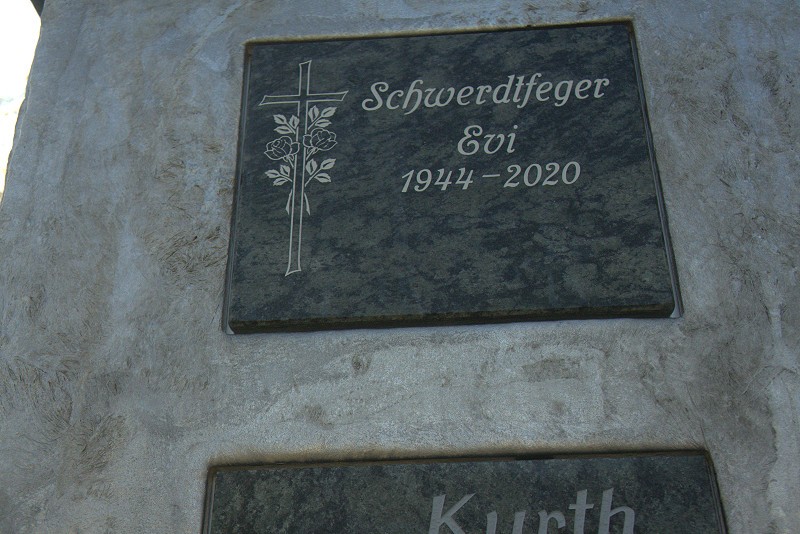 Schwerdtfeger
Evi
1944 – 2020
Kurth